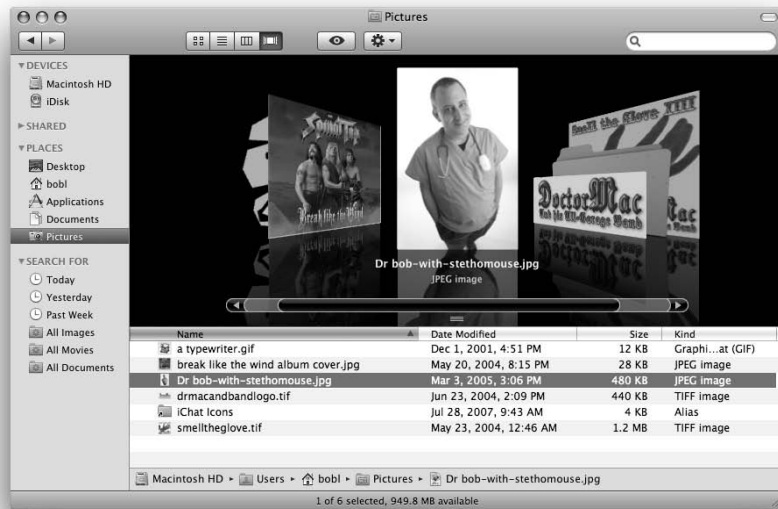 Pictures
DEVICES
Macintosh HD
iDisk
SHARED
PLACES
Desktop
bobl
Applications
Documents
Pictures
SEARCH FOR
Today
Yesterday
Past Week
All Images
All Movies
All Documents
Spinal Tap
Break like the Wind
Smell the Glove XIII
DoctorMac
Dr bob-with-stethomouse.jpg
JPEG image
Name Date Modified Size Kind
a typewriter.gif Dec 1, 2001, 4:51 PM 12 KB Graphi...at (GIF)
break like the wind album cover.jpg May 20, 2004, 8:15 PM 28 KB JPEG image
Dr bob-with-stethomouse.jpg Mar 3, 2005, 3:06 PM 480 KB JPEG image
drmacandbandlogo.tif Jun 23, 2004, 2:09 PM 440 KB TIFF image
iChat Icons Jul 28, 2007, 9:43 AM 4 KB Alias
smelltheglove.tif May 23, 2004, 12:46 AM 1.2 MB TIFF image
Macintosh HD ▸ Users ▸ bobl ▸ Pictures ▸ Dr bob-with-stethomouse.jpg
1 of 6 selected, 949.8 MB available